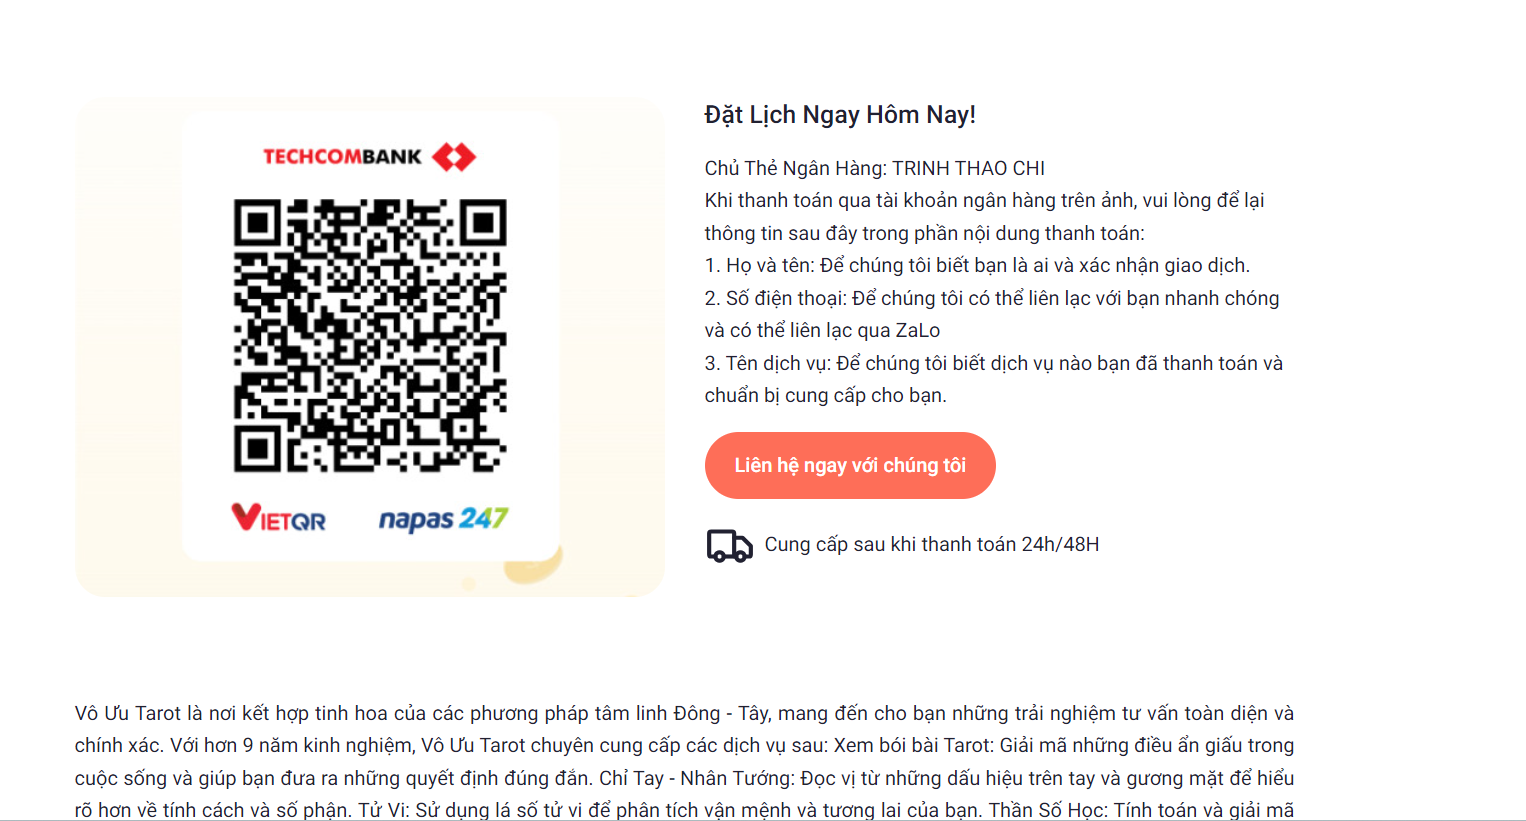 TECHCOMBANK
VIETQR
napas 247
Đặt Lịch Ngay Hôm Nay!
Chủ Thẻ Ngân Hàng: TRINH THAO CHI
Khi thanh toán qua tài khoản ngân hàng trên ảnh, vui lòng để lại
thông tin sau đây trong phần nội dung thanh toán:
1. Họ và tên: Để chúng tôi biết bạn là ai và xác nhận giao dịch.
2. Số điện thoại: Để chúng tôi có thể liên lạc với bạn nhanh chóng
và có thể liên lạc qua ZaLo
3. Tên dịch vụ: Để chúng tôi biết dịch vụ nào bạn đã thanh toán và
chuẩn bị cung cấp cho bạn.
Liên hệ ngay với chúng tôi
Cung cấp sau khi thanh toán 24h/48H
Vô Ưu Tarot là nơi kết hợp tinh hoa của các phương pháp tâm linh Đông - Tây, mang đến cho bạn những trải nghiệm tư vấn toàn diện và
chính xác. Với hơn 9 năm kinh nghiệm, Vô Ưu Tarot chuyên cung cấp các dịch vụ sau: Xem bói bài Tarot: Giải mã những điều ẩn giấu trong
cuộc sống và giúp bạn đưa ra những quyết định đúng đắn. Chỉ Tay - Nhân Tướng: Đọc vị từ những dấu hiệu trên tay và gương mặt để hiểu
rõ hơn về tính cách và số phận. Tử Vi: Sử dụng lá số tử vi để phân tích vận mệnh và tương lai của bạn. Thần Số Học: Tính toán và giải mã